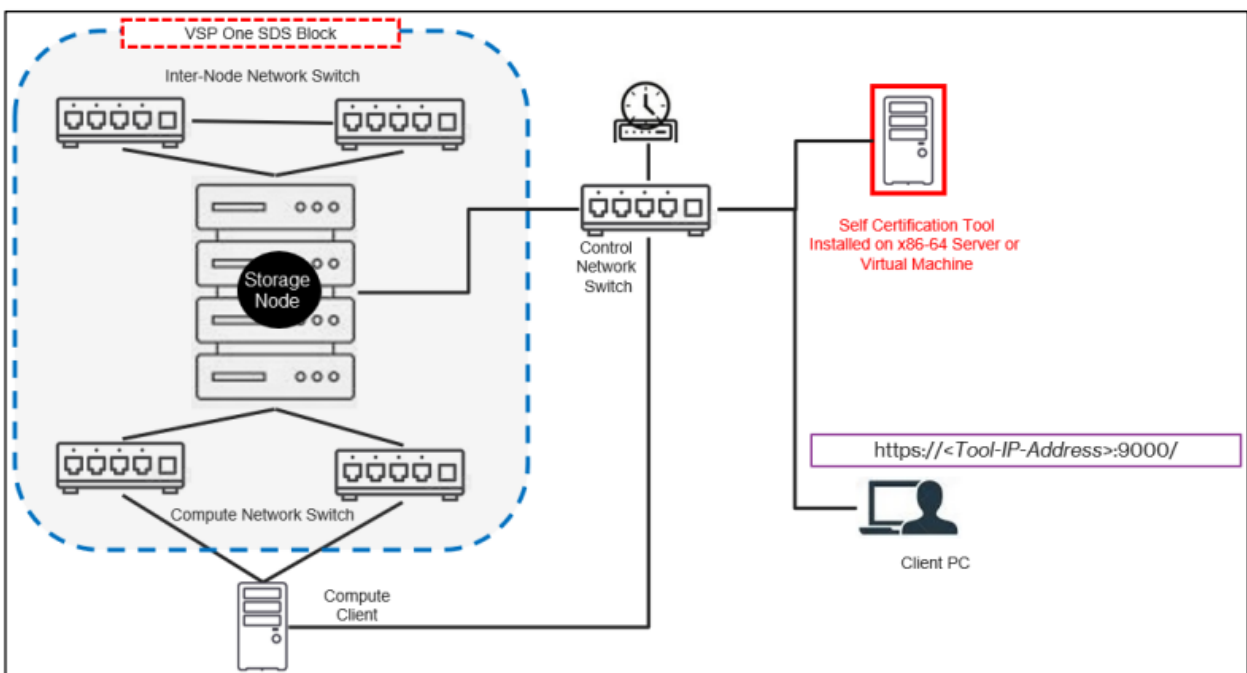 VSP One SDS Block
Inter-Node Network Switch
Storage
Node
Control
Network
Switch
Self Certification Tool
Installed on x86-64 Server or
Virtual Machine
https://<Tool-IP-Address>:9000/
Compute Network Switch
Client PC
Compute
Client